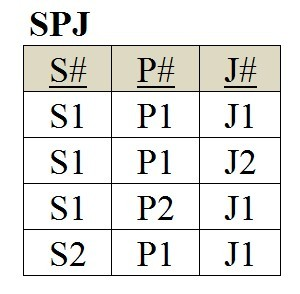 SPJ
S# P# J#
S1 P1 J1
S1 P1 J2
S1 P2 J1
S2 P1 J1